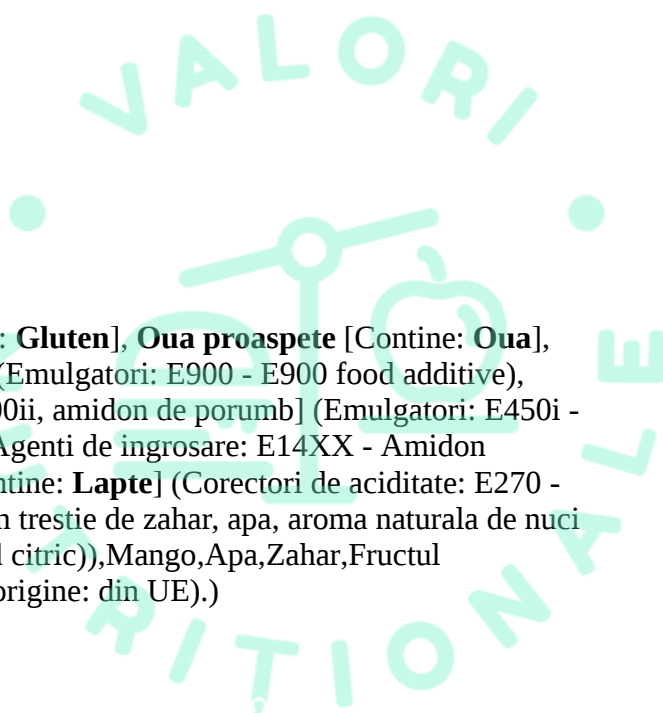 VALORI
: Gluten], Oua proaspete [Contine: Oua],
(Emulgatori: E900 - E900 food additive),
00ii, amidon de porumb] (Emulgatori: E450i -
Agenti de ingrosare: E14XX - Amidon
ntine: Lapte] (Corectori de aciditate: E270 -
n trestie de zahar, apa, aroma naturala de nuci
l citric)),Mango,Apa,Zahar,Fructul
origine: din UE).)
NUTRITIONALE